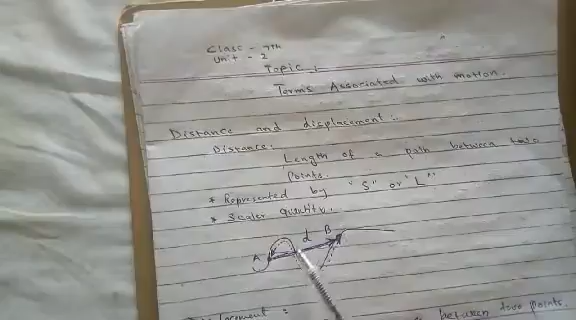 Class - 7th
Unit - 2
Topic 1
Terms Associated with motion.
Distance and displacement:-
Distance:
Length of a path between two
Points.
* Represented by "S" or "L"
* Scaler quantity.
d B
A
between two points.